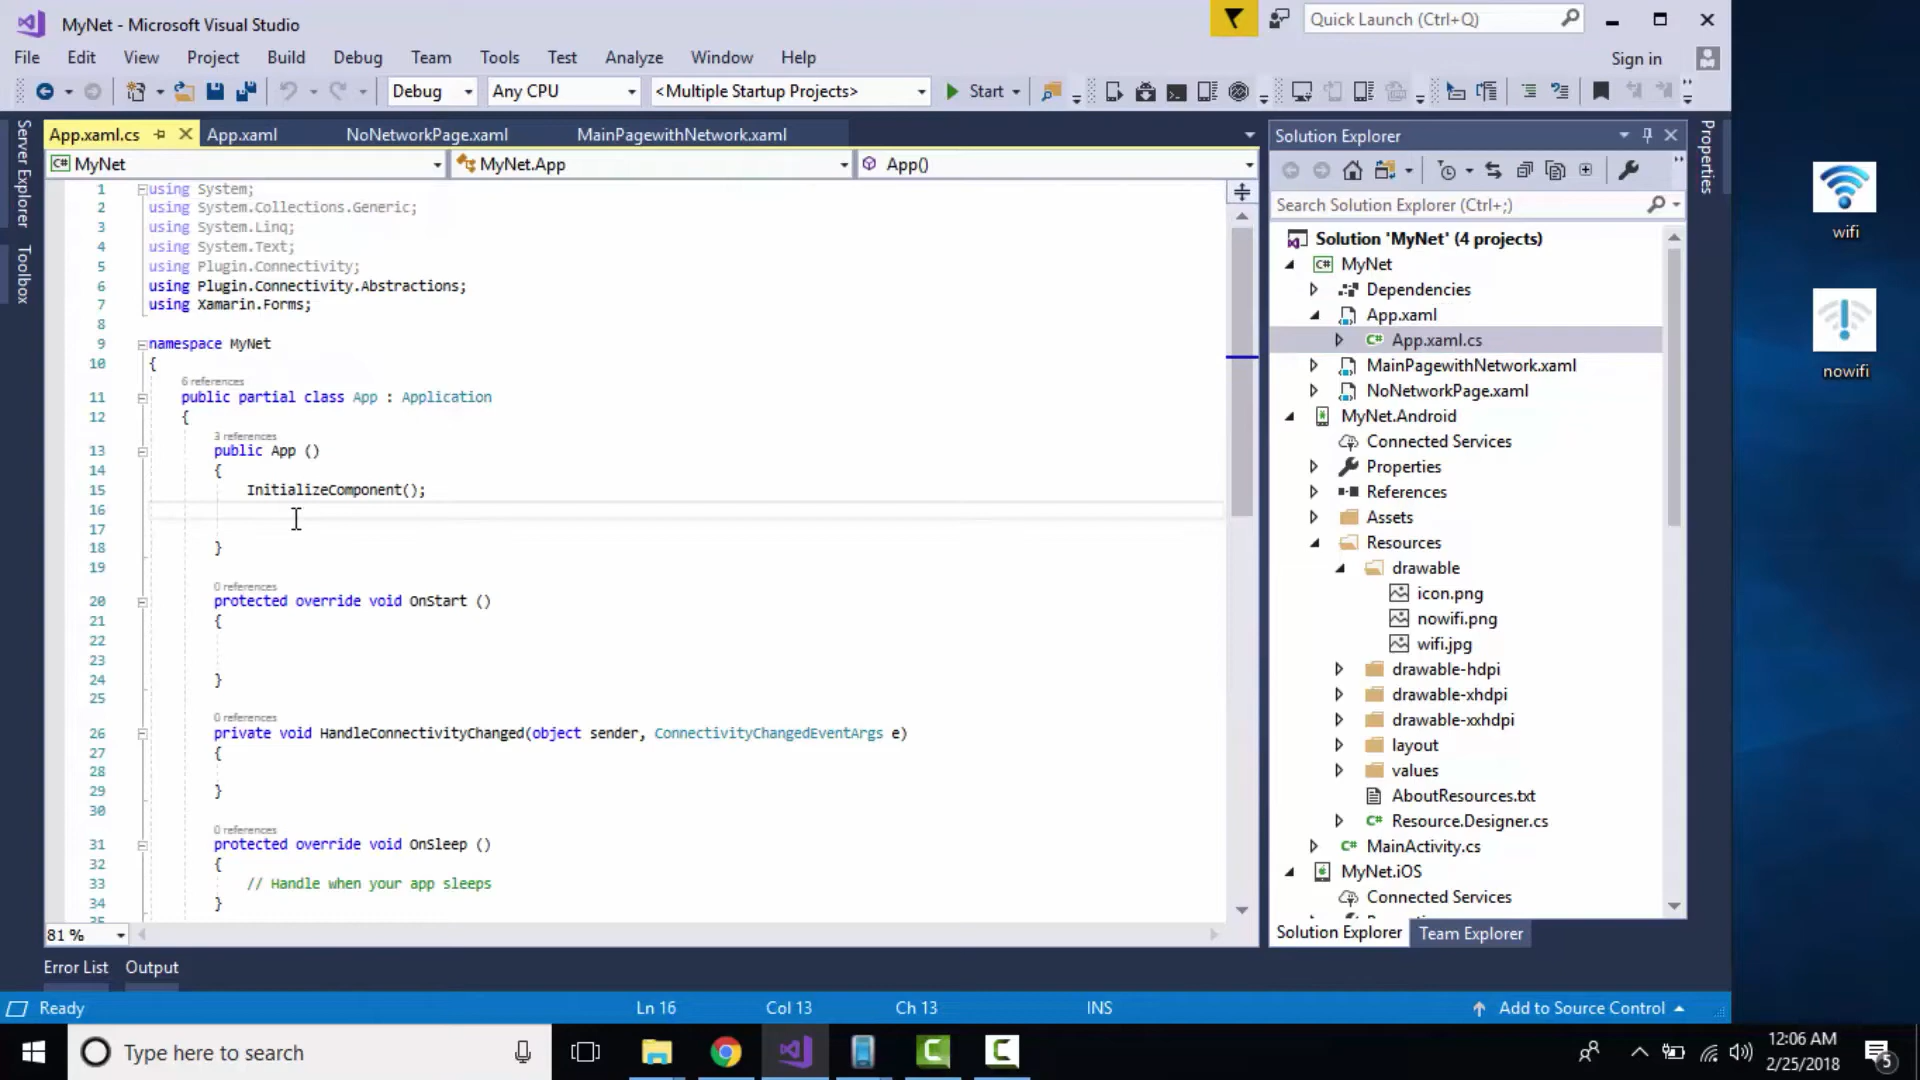 MyNet - Microsoft Visual Studio
Quick Launch (Ctrl+Q)
File Edit View Project Build Debug Team Tools Test Analyze Window Help
Sign in
Debug Any CPU <Multiple Startup Projects> Start
Server Explorer
Toolbox
App.xaml.cs App.xaml NoNetworkPage.xaml MainPagewithNetwork.xaml
C# MyNet MyNet.App App()
1 using System;
2 using System.Collections.Generic;
3 using System.Linq;
4 using System.Text;
5 using Plugin.Connectivity;
6 using Plugin.Connectivity.Abstractions;
7 using Xamarin.Forms;
8
9 namespace MyNet
10 {
6 references
11 public partial class App : Application
12 {
3 references
13 public App ()
14 {
15 InitializeComponent();
16
17
18 }
19
0 references
20 protected override void OnStart ()
21 {
22
23
24 }
25
0 references
26 private void HandleConnectivityChanged(object sender, ConnectivityChangedEventArgs e)
27 {
28
29 }
30
0 references
31 protected override void OnSleep ()
32 {
33 // Handle when your app sleeps
34 }
35
81 %
Solution Explorer
Search Solution Explorer (Ctrl+;)
Solution 'MyNet' (4 projects)
C# MyNet
Dependencies
App.xaml
C# App.xaml.cs
MainPagewithNetwork.xaml
NoNetworkPage.xaml
MyNet.Android
Connected Services
Properties
References
Assets
Resources
drawable
icon.png
nowifi.png
wifi.jpg
drawable-hdpi
drawable-xhdpi
drawable-xxhdpi
layout
values
AboutResources.txt
C# Resource.Designer.cs
C# MainActivity.cs
MyNet.iOS
Connected Services
Solution Explorer Team Explorer
Properties
wifi
nowifi
Error List Output
Ready Ln 16 Col 13 Ch 13 INS Add to Source Control
Type here to search
12:06 AM
2/25/2018
5